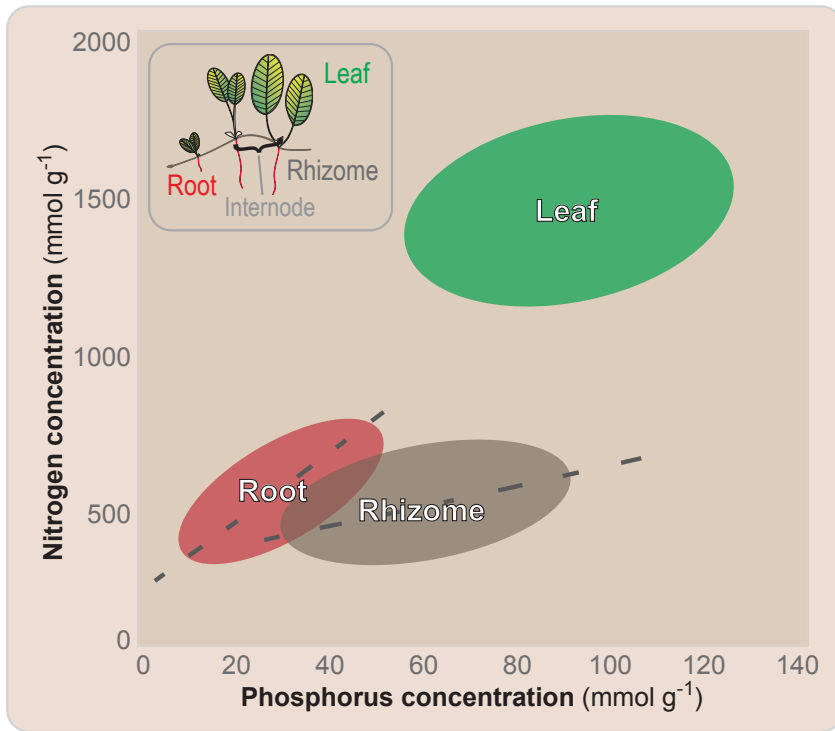 2000
1500
1000
500
0
Nitrogen concentration (mmol g-1)
Leaf
Rhizome
Root
Internode
Leaf
Root
Rhizome
0 20 40 60 80 100 120 140
Phosphorus concentration (mmol g-1)